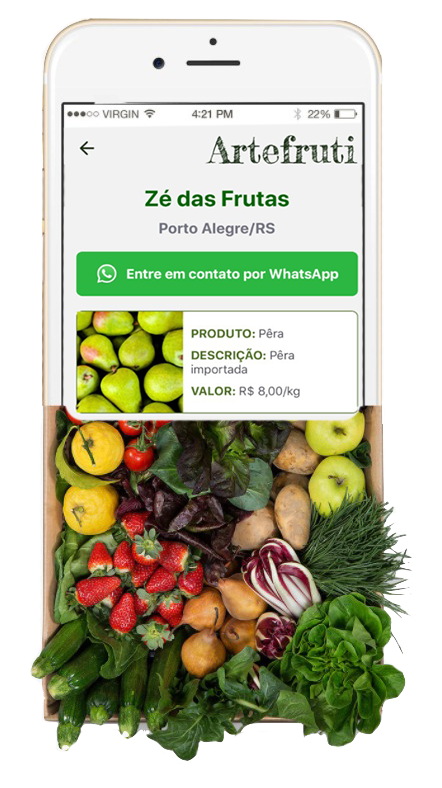 VIRGIN 4:21 PM 22%
Artefruti
Zé das Frutas
Porto Alegre/RS
Entre em contato por WhatsApp
PRODUTO: Pêra
DESCRIÇÃO: Pêra
importada
VALOR: R$ 8,00/kg